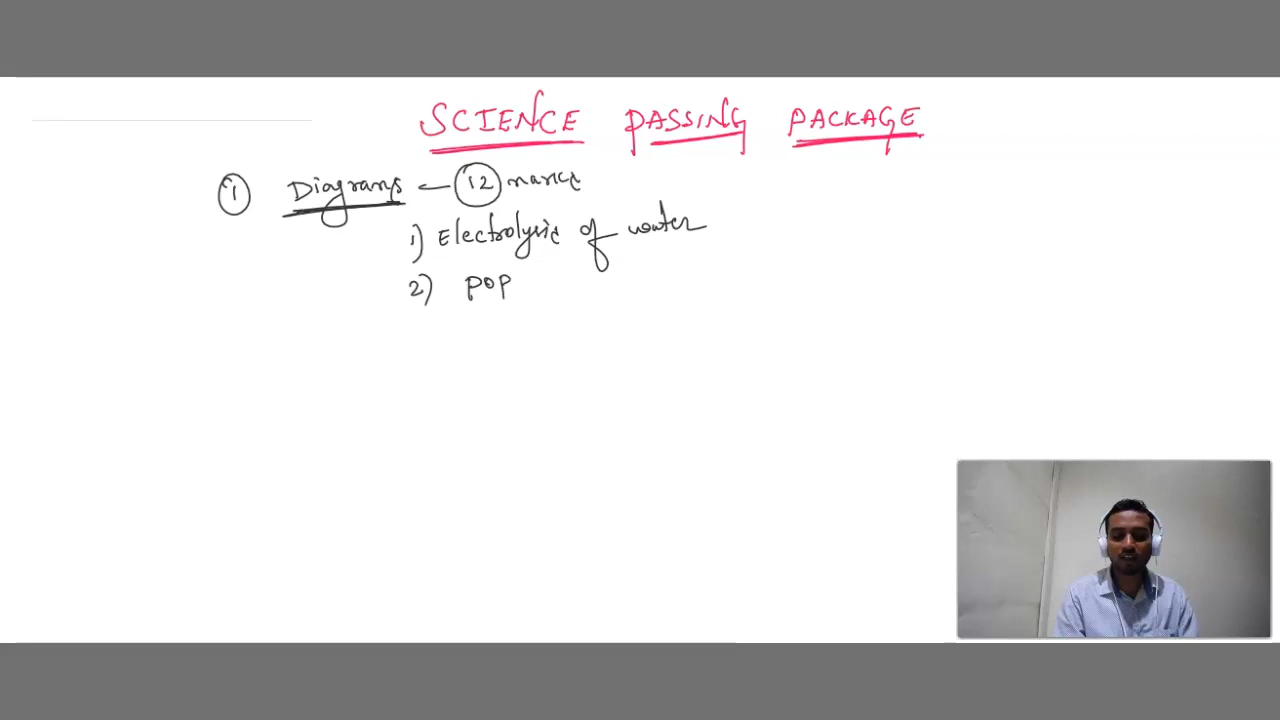 SCIENCE PASSING PACKAGE
① Diagrams — 12 marks
1) Electrolysis of water
2) POP